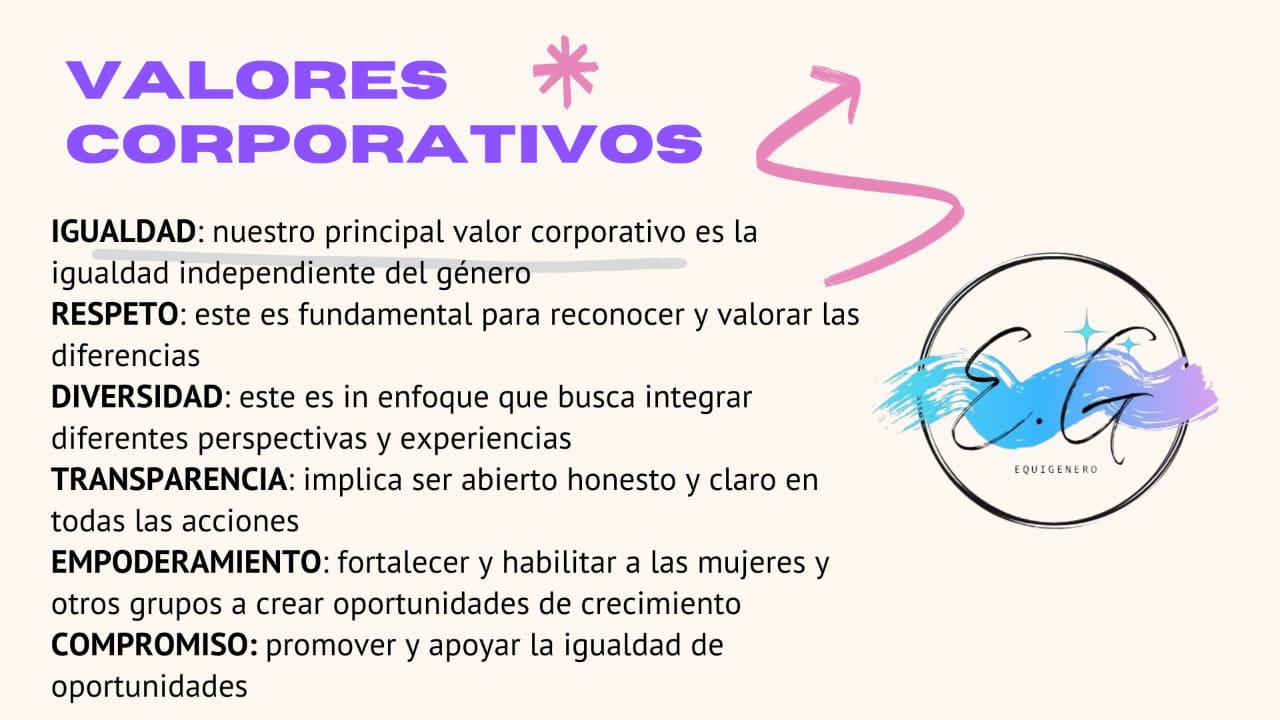 VALORES
CORPORATIVOS
IGUALDAD: nuestro principal valor corporativo es la
igualdad independiente del género
RESPETO: este es fundamental para reconocer y valorar las
diferencias
DIVERSIDAD: este es in enfoque que busca integrar
diferentes perspectivas y experiencias
TRANSPARENCIA: implica ser abierto honesto y claro en
todas las acciones
EMPODERAMIENTO: fortalecer y habilitar a las mujeres y
otros grupos a crear oportunidades de crecimiento
COMPROMISO: promover y apoyar la igualdad de
oportunidades
E.G
EQUIGENERO